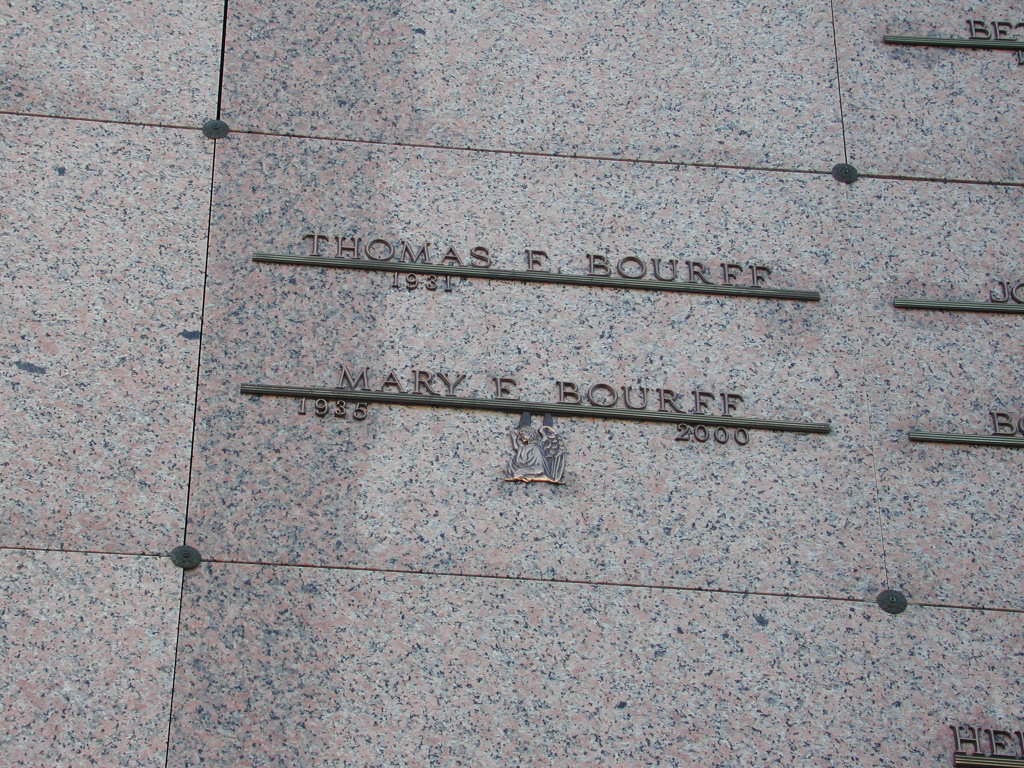 THOMAS E. BOURFF
1931
MARY E. BOURFF
1935 2000